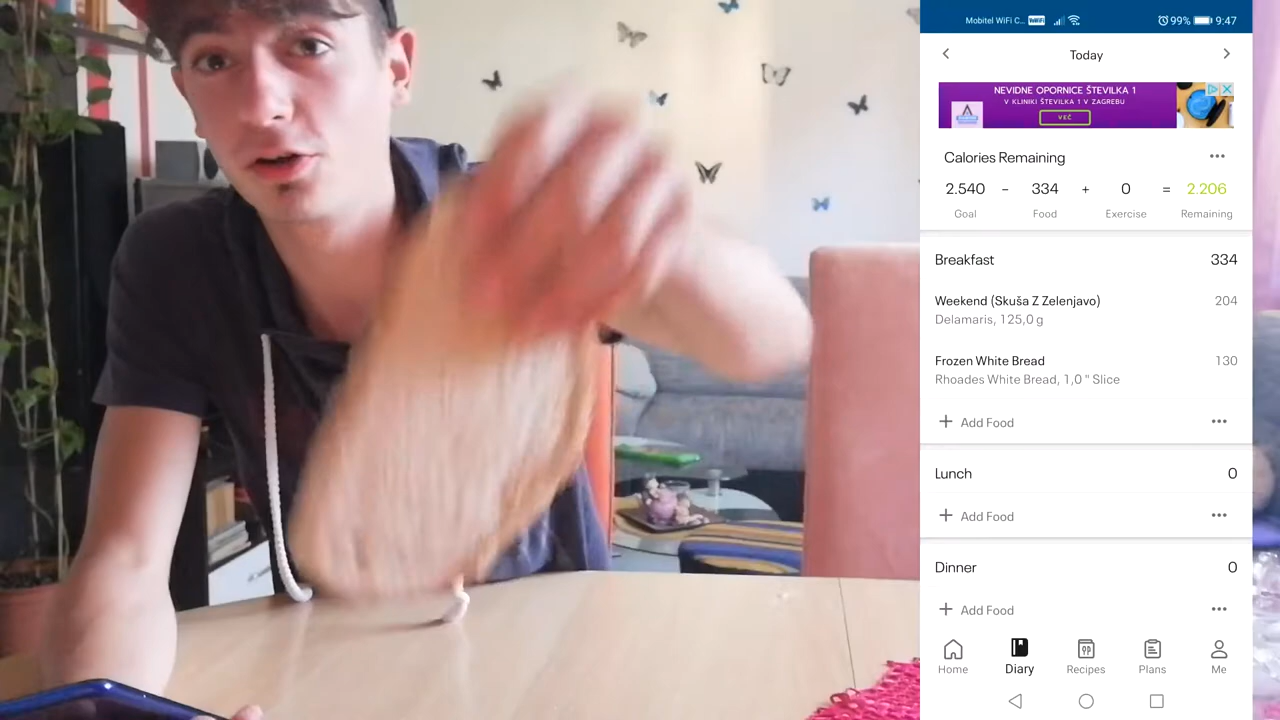 Mobitel WiFi C... VoWiFi 99% 9:47
Today
NEVIDNE OPORNICE ŠTEVILKA 1
V KLINIKI ŠTEVILKA 1 V ZAGREBU
VEČ
Calories Remaining
2.540 - 334 + 0 = 2.206
Goal Food Exercise Remaining
Breakfast 334
Weekend (Skuša Z Zelenjavo) 204
Delamaris, 125,0 g
Frozen White Bread 130
Rhoades White Bread, 1,0 " Slice
+ Add Food
Lunch 0
+ Add Food
Dinner 0
+ Add Food
Home Diary Recipes Plans Me